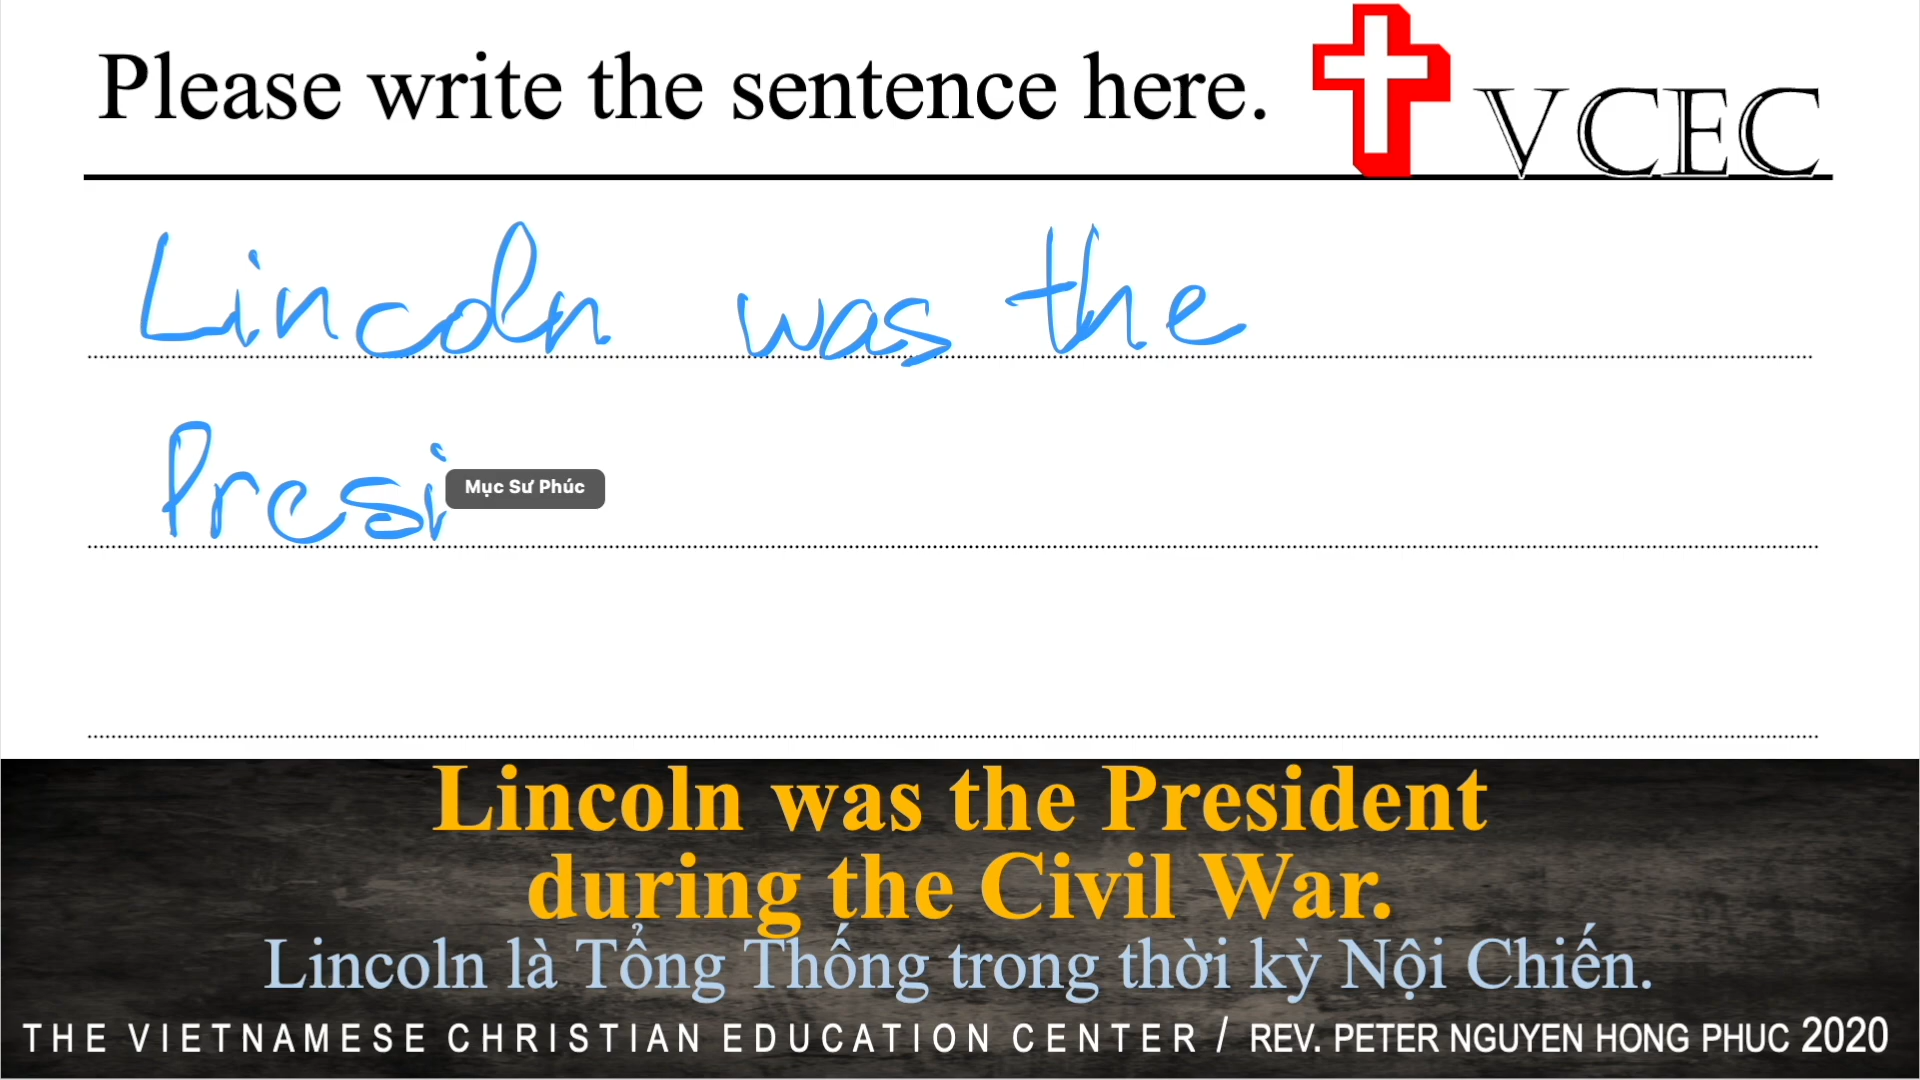 Please write the sentence here.
VCEC
Lincoln was the
Presi
Mục Sư Phúc
Lincoln was the President
during the Civil War.
Lincoln là Tổng Thống trong thời kỳ Nội Chiến.
THE VIETNAMESE CHRISTIAN EDUCATION CENTER / REV. PETER NGUYEN HONG PHUC 2020